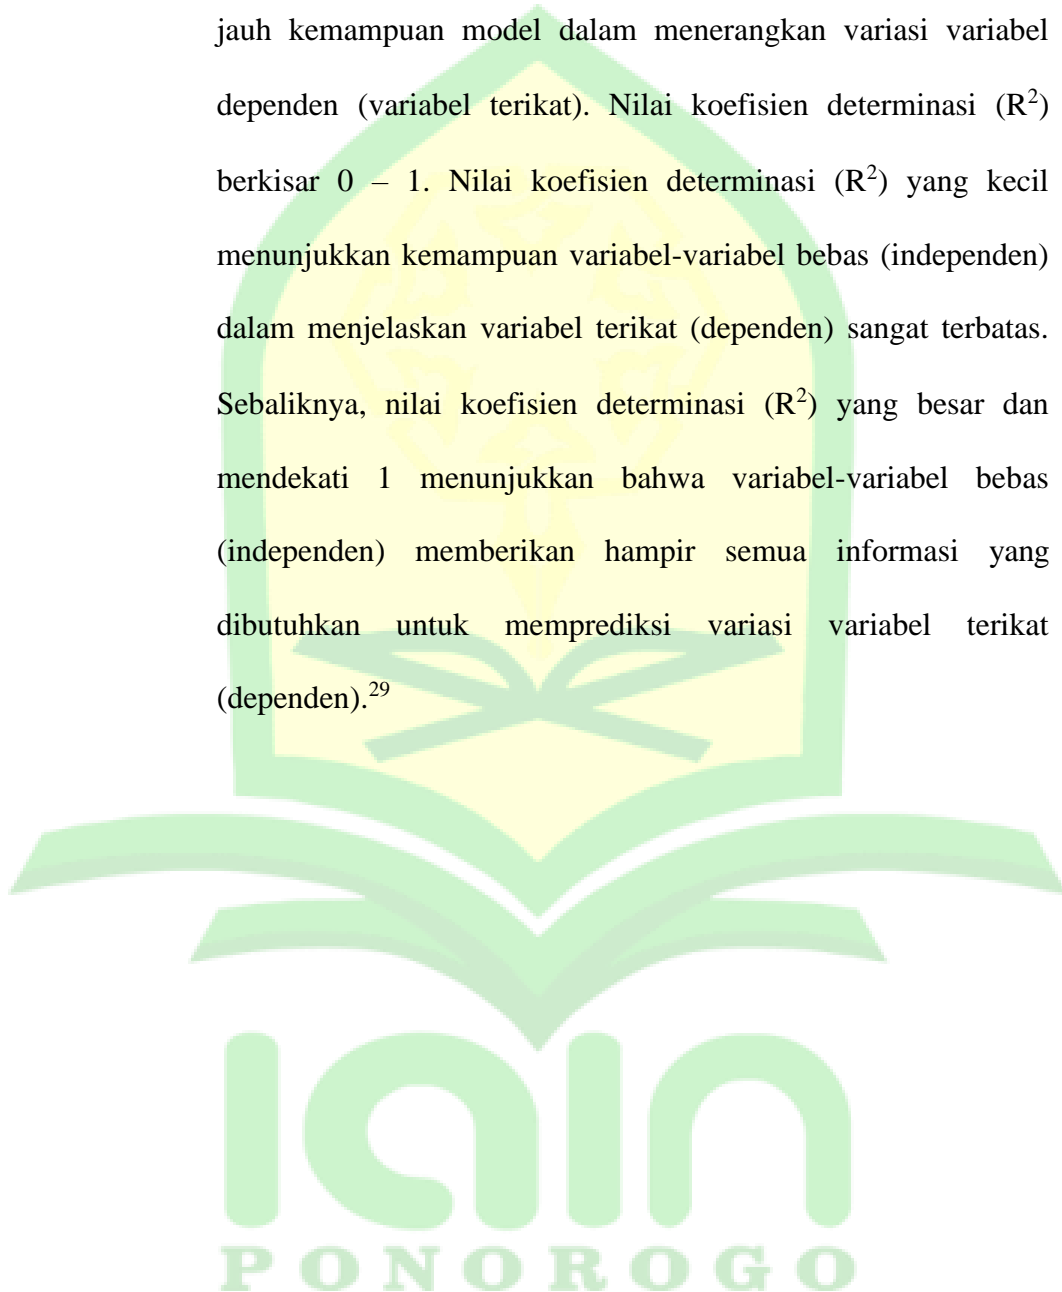 jauh kemampuan model dalam menerangkan variasi variabel
dependen (variabel terikat). Nilai koefisien determinasi (R²)
berkisar 0 – 1. Nilai koefisien determinasi (R²) yang kecil
menunjukkan kemampuan variabel-variabel bebas (independen)
dalam menjelaskan variabel terikat (dependen) sangat terbatas.
Sebaliknya, nilai koefisien determinasi (R²) yang besar dan
mendekati 1 menunjukkan bahwa variabel-variabel bebas
(independen) memberikan hampir semua informasi yang
dibutuhkan untuk memprediksi variasi variabel terikat
(dependen).²⁹
iain
PONOROGO